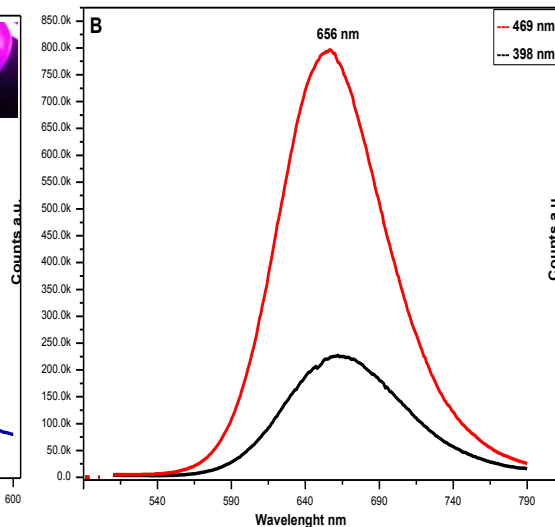 B
656 nm
--- 469 nm
--- 398 nm
850.0k
800.0k
750.0k
700.0k
650.0k
600.0k
550.0k
500.0k
450.0k
400.0k
350.0k
300.0k
250.0k
200.0k
150.0k
100.0k
50.0k
0.0
Counts a.u.
540
590
640
690
740
790
Wavelenght nm
600
Counts a.u.